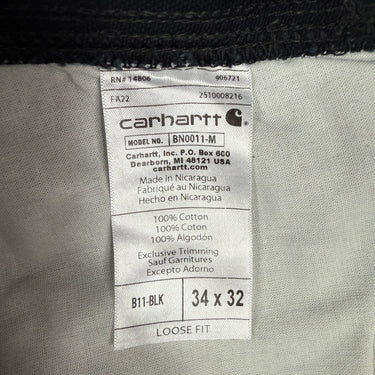 RN# 14806 906721
FA22 2510008216
carhartt
MODEL NO. BN0011-M
Carhartt, Inc. P.O. Box 600
Dearborn, MI 48121 USA
carhartt.com
Made in Nicaragua
Fabriqué au Nicaragua
Hecho en Nicaragua
100% Cotton
100% Coton
100% Algodón
Exclusive Trimming
Sauf Garnitures
Excepto Adorno
B11-BLK 34 x 32
LOOSE FIT